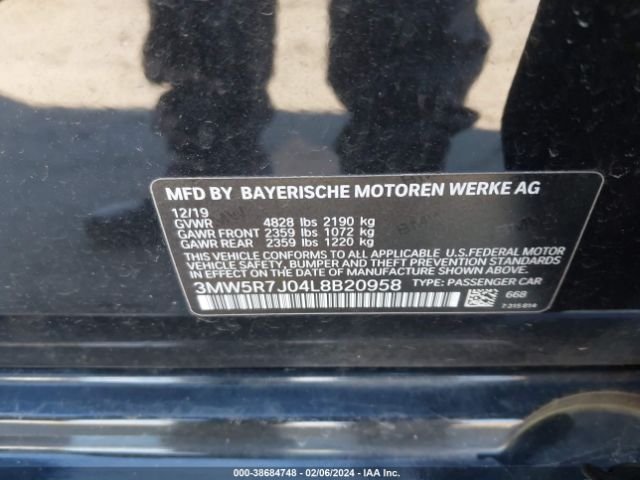 MFD BY BAYERISCHE MOTOREN WERKE AG
12/19
GVWR 4828 lbs 2190 kg
GAWR FRONT 2359 lbs 1072 kg
GAWR REAR 2359 lbs 1220 kg
THIS VEHICLE CONFORMS TO ALL APPLICABLE U.S.FEDERAL MOTOR
VEHICLE SAFETY, BUMPER AND THEFT PREVENTION STANDARDS
IN EFFECT ON THE DATE OF MANUFACTURE SHOWN ABOVE.
3MW5R7J04L8B20958 TYPE: PASSENGER CAR
668
7 315 814
000-38684748 - 02/06/2024 - IAA Inc.